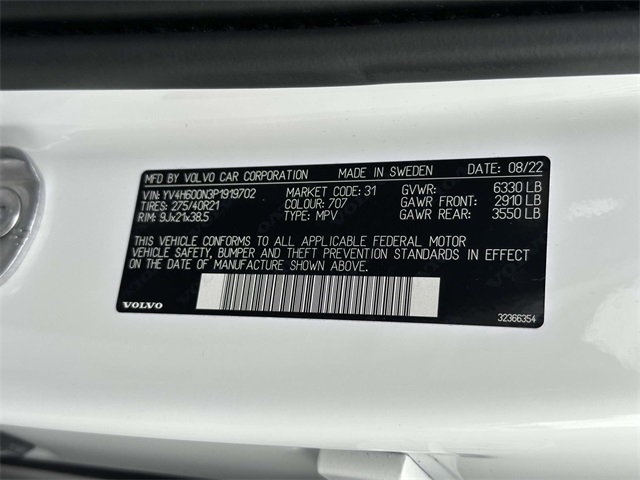 MFD BY VOLVO CAR CORPORATION MADE IN SWEDEN DATE: 08/22
VIN: YV4H600N3P1919702 MARKET CODE: 31 GVWR: 6330 LB
TIRES: 275/40R21 COLOUR: 707 GAWR FRONT: 2910 LB
RIM: 9Jx21x38.5 TYPE: MPV GAWR REAR: 3550 LB
THIS VEHICLE CONFORMS TO ALL APPLICABLE FEDERAL MOTOR
VEHICLE SAFETY, BUMPER AND THEFT PREVENTION STANDARDS IN EFFECT
ON THE DATE OF MANUFACTURE SHOWN ABOVE.
VOLVO 32366354